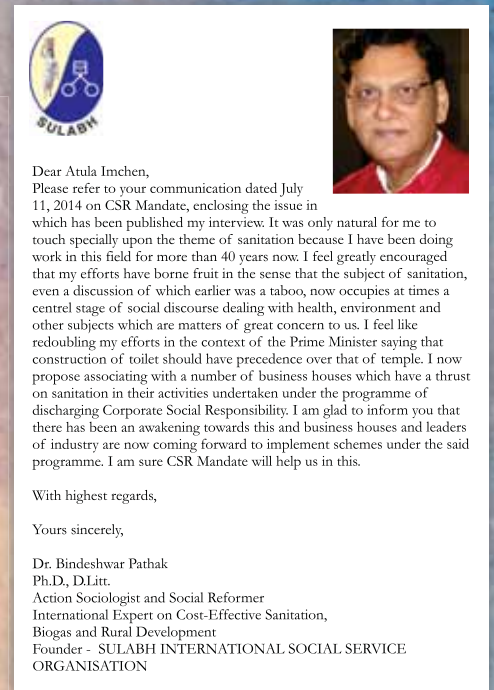 SULABH
Dear Atula Imchen,
Please refer to your communication dated July
11, 2014 on CSR Mandate, enclosing the issue in
which has been published my interview. It was only natural for me to
touch specially upon the theme of sanitation because I have been doing
work in this field for more than 40 years now. I feel greatly encouraged
that my efforts have borne fruit in the sense that the subject of sanitation,
even a discussion of which earlier was a taboo, now occupies at times a
centrel stage of social discourse dealing with health, environment and
other subjects which are matters of great concern to us. I feel like
redoubling my efforts in the context of the Prime Minister saying that
construction of toilet should have precedence over that of temple. I now
propose associating with a number of business houses which have a thrust
on sanitation in their activities undertaken under the programme of
discharging Corporate Social Responsibility. I am glad to inform you that
there has been an awakening towards this and business houses and leaders
of industry are now coming forward to implement schemes under the said
programme. I am sure CSR Mandate will help us in this.
With highest regards,
Yours sincerely,
Dr. Bindeshwar Pathak
Ph.D., D.Litt.
Action Sociologist and Social Reformer
International Expert on Cost-Effective Sanitation,
Biogas and Rural Development
Founder - SULABH INTERNATIONAL SOCIAL SERVICE
ORGANISATION